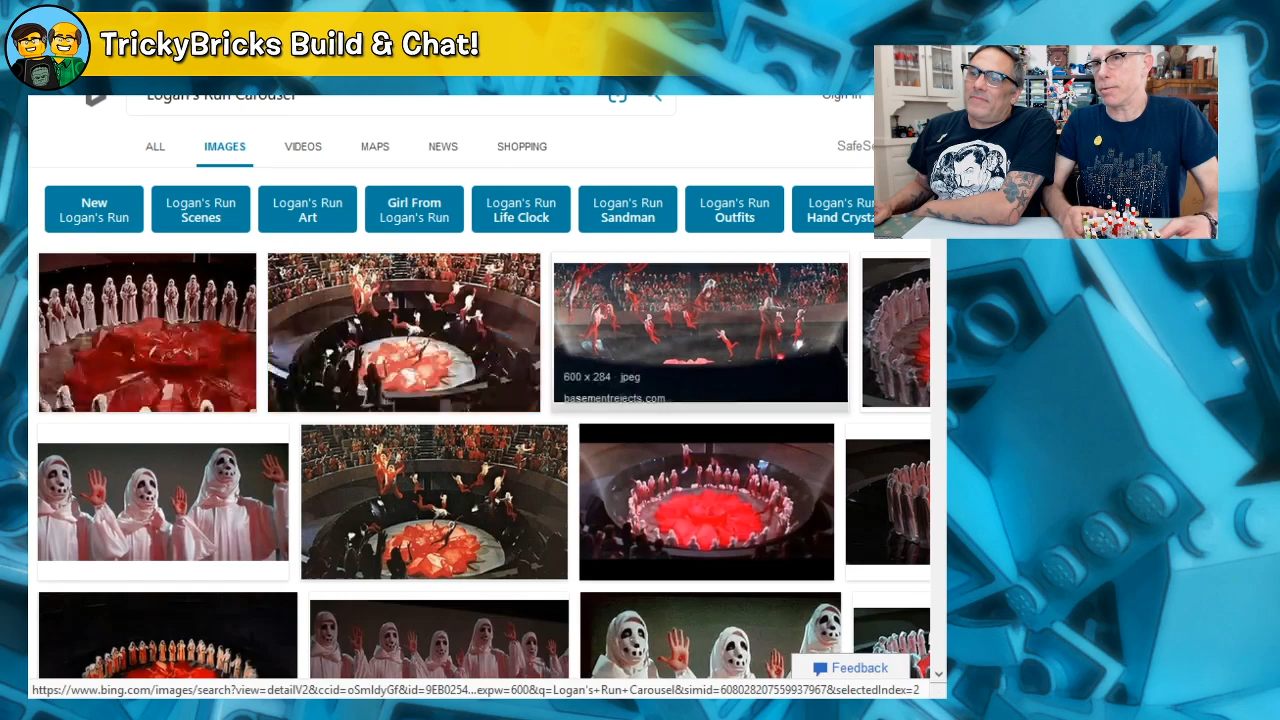 TrickyBricks Build & Chat!
Logan's Run Carousel
Sign in
ALL IMAGES VIDEOS MAPS NEWS SHOPPING
New
Logan's Run
Logan's Run
Scenes
Logan's Run
Art
Girl From
Logan's Run
Logan's Run
Life Clock
Logan's Run
Sandman
Logan's Run
Outfits
Logan's Run
600 x 284 · jpeg
basementrejects.com
Feedback
https://www.bing.com/images/search?view=detailV2&ccid=oSmIdyGf&id=9EB0254...expw=600&q=Logan's+Run+Carousel&simid=608028207559937967&selectedIndex=2